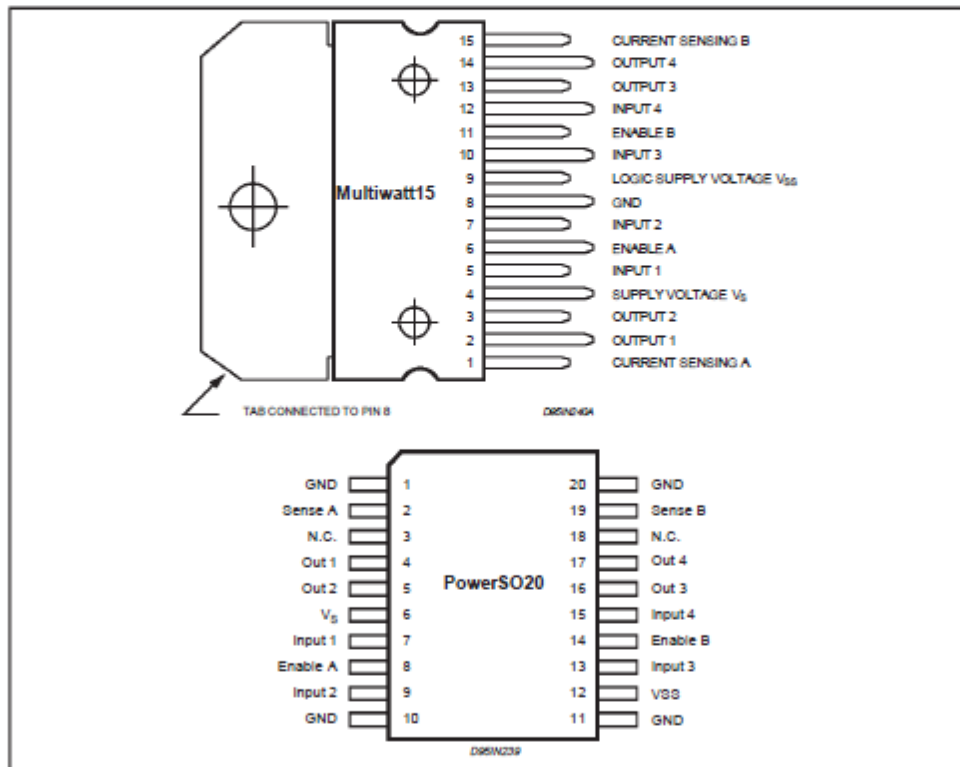 15 CURRENT SENSING B
14 OUTPUT 4
13 OUTPUT 3
12 INPUT 4
11 ENABLE B
10 INPUT 3
9 LOGIC SUPPLY VOLTAGE VSS
Multiwatt15
8 GND
7 INPUT 2
6 ENABLE A
5 INPUT 1
4 SUPPLY VOLTAGE VS
3 OUTPUT 2
2 OUTPUT 1
1 CURRENT SENSING A
TAB CONNECTED TO PIN 8
D95IN240A
GND 1 20 GND
Sense A 2 19 Sense B
N.C. 3 18 N.C.
Out 1 4 17 Out 4
Out 2 5 PowerSO20 16 Out 3
VS 6 15 Input 4
Input 1 7 14 Enable B
Enable A 8 13 Input 3
Input 2 9 12 VSS
GND 10 11 GND
D95IN239